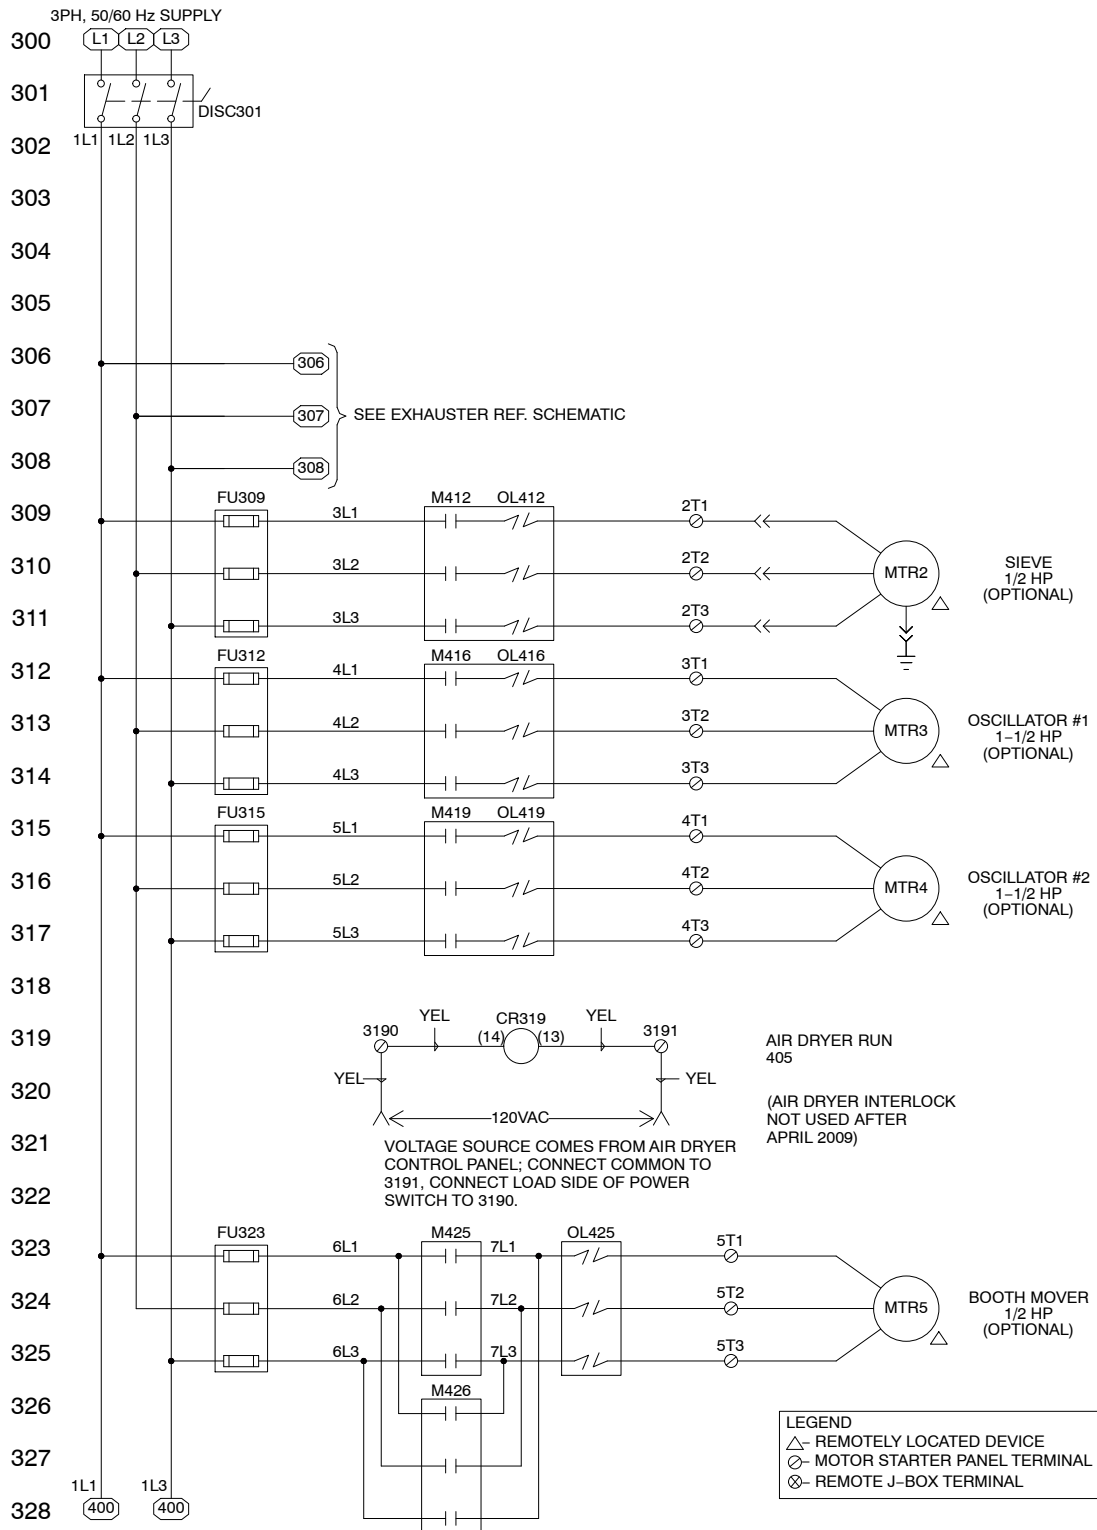 3PH, 50/60 Hz SUPPLY
300 L1 L2 L3
301
DISC301
302 1L1 1L2 1L3
303
304
305
306 306
307 307 SEE EXHAUSTER REF. SCHEMATIC
308 308
FU309 M412 OL412
309 3L1 2T1
310 3L2 2T2 MTR2
SIEVE
1/2 HP
(OPTIONAL)
311 3L3 2T3
FU312 M416 OL416
312 4L1 3T1
313 4L2 3T2 MTR3
OSCILLATOR #1
1-1/2 HP
(OPTIONAL)
314 4L3 3T3
FU315 M419 OL419
315 5L1 4T1
316 5L2 4T2 MTR4
OSCILLATOR #2
1-1/2 HP
(OPTIONAL)
317 5L3 4T3
318
YEL CR319 YEL
319 3190 (14) (13) 3191
AIR DRYER RUN
405
YEL YEL
320
120VAC
(AIR DRYER INTERLOCK
NOT USED AFTER
APRIL 2009)
321
VOLTAGE SOURCE COMES FROM AIR DRYER
CONTROL PANEL; CONNECT COMMON TO
3191, CONNECT LOAD SIDE OF POWER
SWITCH TO 3190.
322
FU323 M425 OL425
323 6L1 7L1 5T1
324 6L2 7L2 5T2 MTR5
BOOTH MOVER
1/2 HP
(OPTIONAL)
325 6L3 7L3 5T3
326 M426
327
328 1L1 1L3
400 400
LEGEND
- REMOTELY LOCATED DEVICE
- MOTOR STARTER PANEL TERMINAL
- REMOTE J-BOX TERMINAL